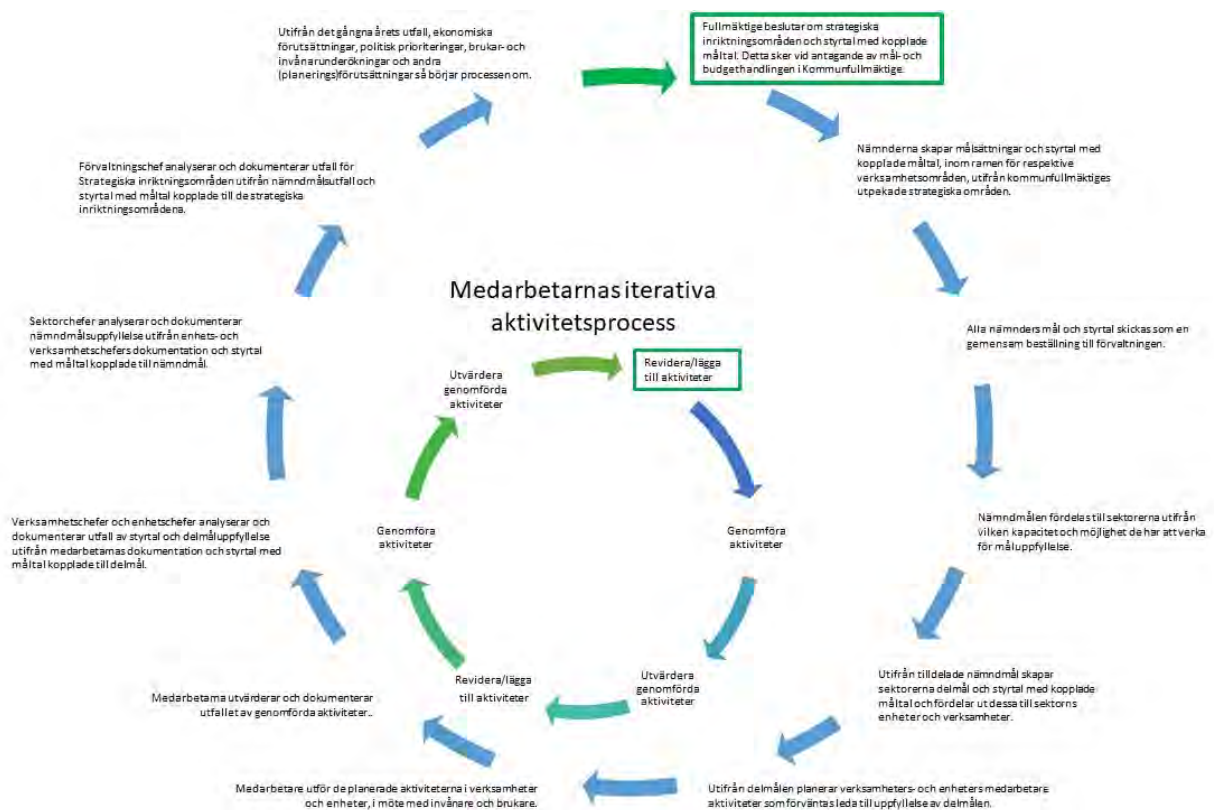 Utifrån det gångna årets utfall, ekonomiska
förutsättningar, politisk prioriteringar, brukar- och
invånarunderökningar och andra
(planerings)förutsättningar så börjar processen om.
Fullmäktige beslutar om strategiska
inriktningsområden och styrtal med kopplade
måltal. Detta sker vid antagande av mål- och
budgethandlingen i Kommunfullmäktige.
Nämnderna skapar målsättningar och styrtal med
kopplade måltal, inom ramen för respektive
verksamhetsområden, utifrån kommunfullmäktiges
utpekade strategiska områden.
Alla nämnders mål och styrtal skickas som en
gemensam beställning till förvaltningen.
Nämndmålen fördelas till sektorerna utifrån
vilken kapacitet och möjlighet de har att verka
för måluppfyllelse.
Utifrån tilldelade nämndmål skapar
sektorerna delmål och styrtal med kopplade
måltal och fördelar ut dessa till sektorns
enheter och verksamheter.
Utifrån delmålen planerar verksamheters- och enheters medarbetare
aktiviteter som förväntas leda till uppfyllelse av delmålen.
Medarbetare utför de planerade aktiviteterna i verksamheter
och enheter, i möte med invånare och brukare.
Medarbetarna utvärderar och dokumenterar
utfallet av genomförda aktiviteter..
Verksamhetschefer och enhetschefer analyserar och
dokumenterar utfall av styrtal och delmåluppfyllelse
utifrån medarbetarnas dokumentation och styrtal med
måltal kopplade till delmål.
Sektorchefer analyserar och dokumenterar
nämndmålsuppfyllelse utifrån enhets- och
verksamhetschefers dokumentation och styrtal
med måltal kopplade till nämndmål.
Förvaltningschef analyserar och dokumenterar utfall för
Strategiska inriktningsområden utifrån nämndmålsutfall och
styrtal med måltal kopplade till de strategiska
inriktningsområdena.
Medarbetarnas iterativa
aktivitetsprocess
Revidera/lägga
till aktiviteter
Genomföra
aktiviteter
Utvärdera
genomförda
aktiviteter
Revidera/lägga
till aktiviteter
Genomföra
aktiviteter
Utvärdera
genomförda
aktiviteter